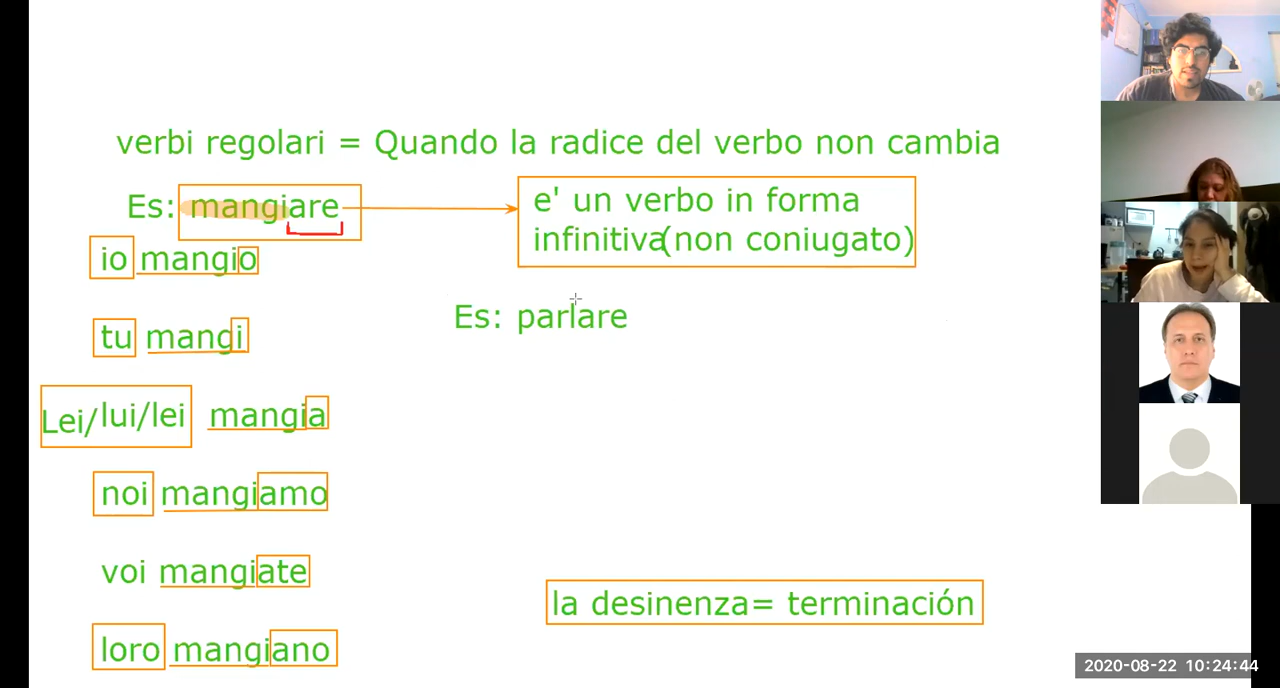 verbi regolari = Quando la radice del verbo non cambia
Es: mangiare
e' un verbo in forma
infinitiva(non coniugato)
io mangio
Es: parlare
tu mangi
Lei/lui/lei mangia
noi mangiamo
voi mangiate
la desinenza= terminación
loro mangiano
2020-08-22 10:24:44